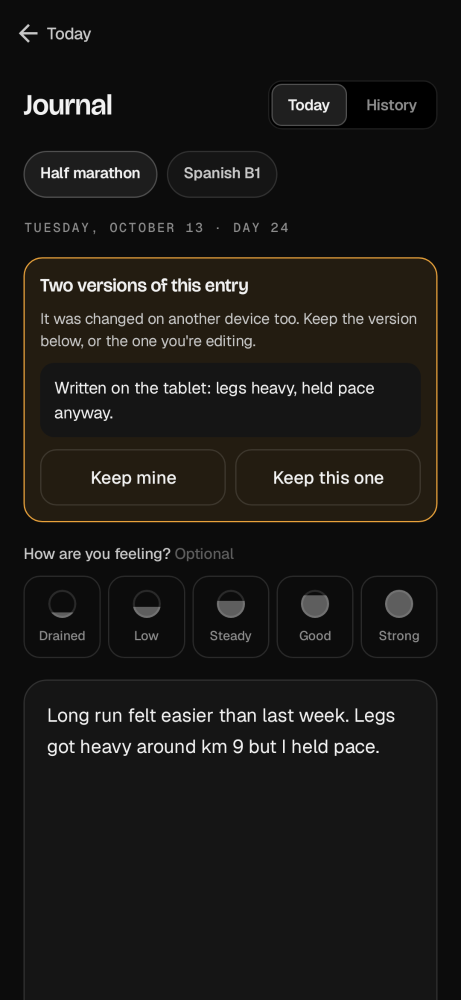 Today
Journal
Today
History
Half marathon
Spanish B1
TUESDAY, OCTOBER 13 · DAY 24
Two versions of this entry
It was changed on another device too. Keep the version
below, or the one you're editing.
Written on the tablet: legs heavy, held pace
anyway.
Keep mine
Keep this one
How are you feeling? Optional
Drained
Low
Steady
Good
Strong
Long run felt easier than last week. Legs
got heavy around km 9 but I held pace.